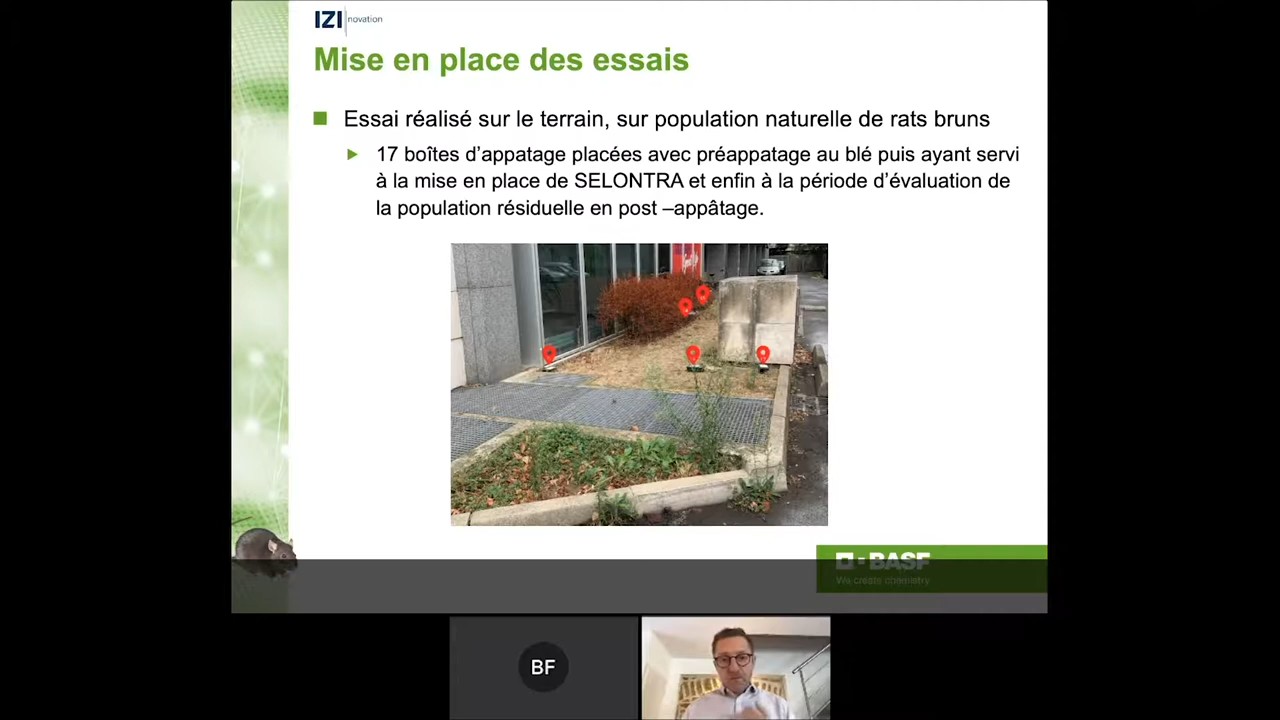 IZI novation
Mise en place des essais
Essai réalisé sur le terrain, sur population naturelle de rats bruns
17 boîtes d’appatage placées avec préappatage au blé puis ayant servi
à la mise en place de SELONTRA et enfin à la période d’évaluation de
la population résiduelle en post –appâtage.
BASF
We create chemistry
BF